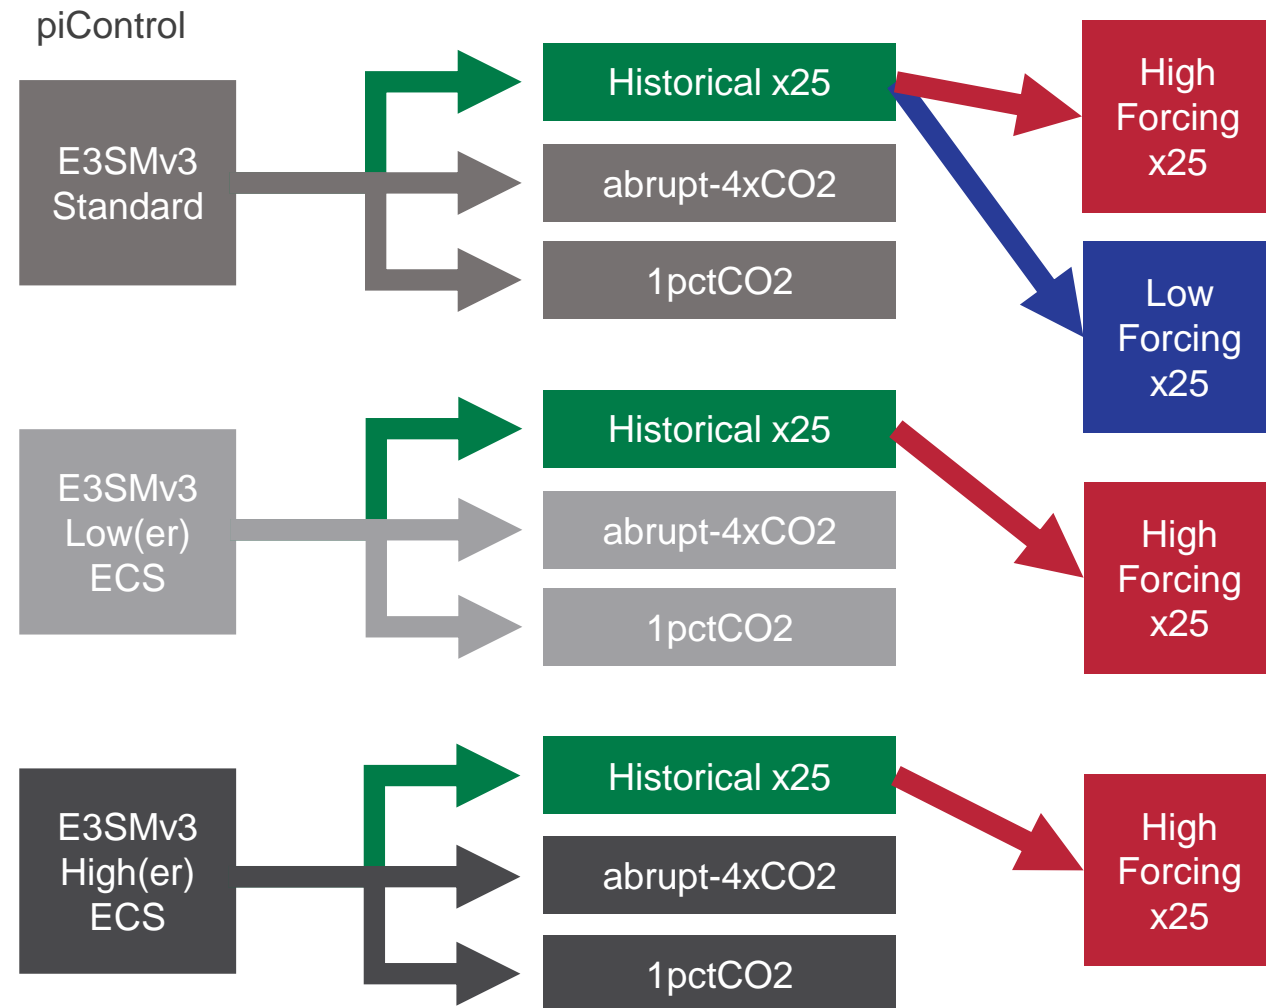 piControl
E3SMv3
Standard
Historical x25
abrupt-4xCO2
1pctCO2
High
Forcing
x25
Low
Forcing
x25
E3SMv3
Low(er)
ECS
Historical x25
abrupt-4xCO2
1pctCO2
High
Forcing
x25
E3SMv3
High(er)
ECS
Historical x25
abrupt-4xCO2
1pctCO2
High
Forcing
x25